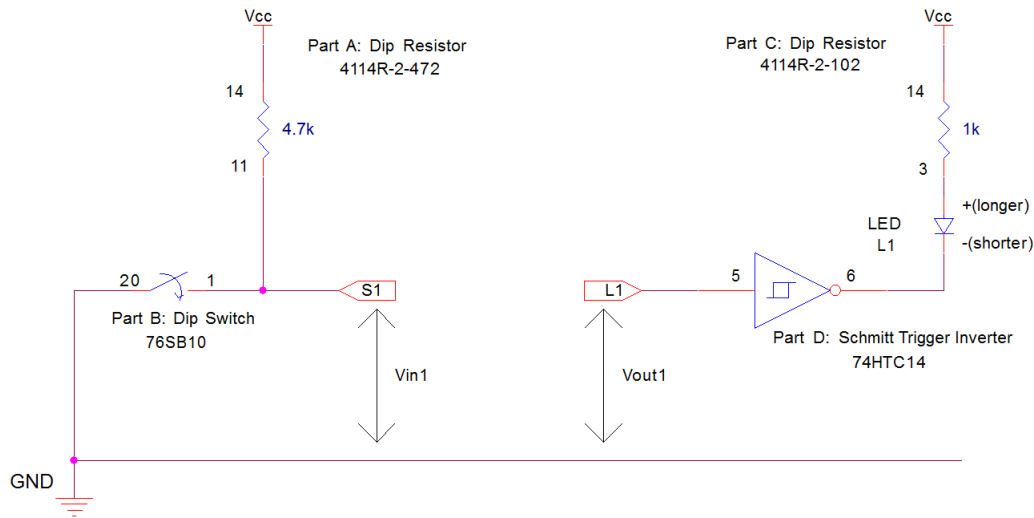 Vcc
Part A: Dip Resistor
4114R-2-472
14
4.7k
11
20
1
S1
Part B: Dip Switch
76SB10
Vin1
GND
Vcc
Part C: Dip Resistor
4114R-2-102
14
1k
3
LED
L1
+(longer)
-(shorter)
L1
5
6
Part D: Schmitt Trigger Inverter
74HTC14
Vout1